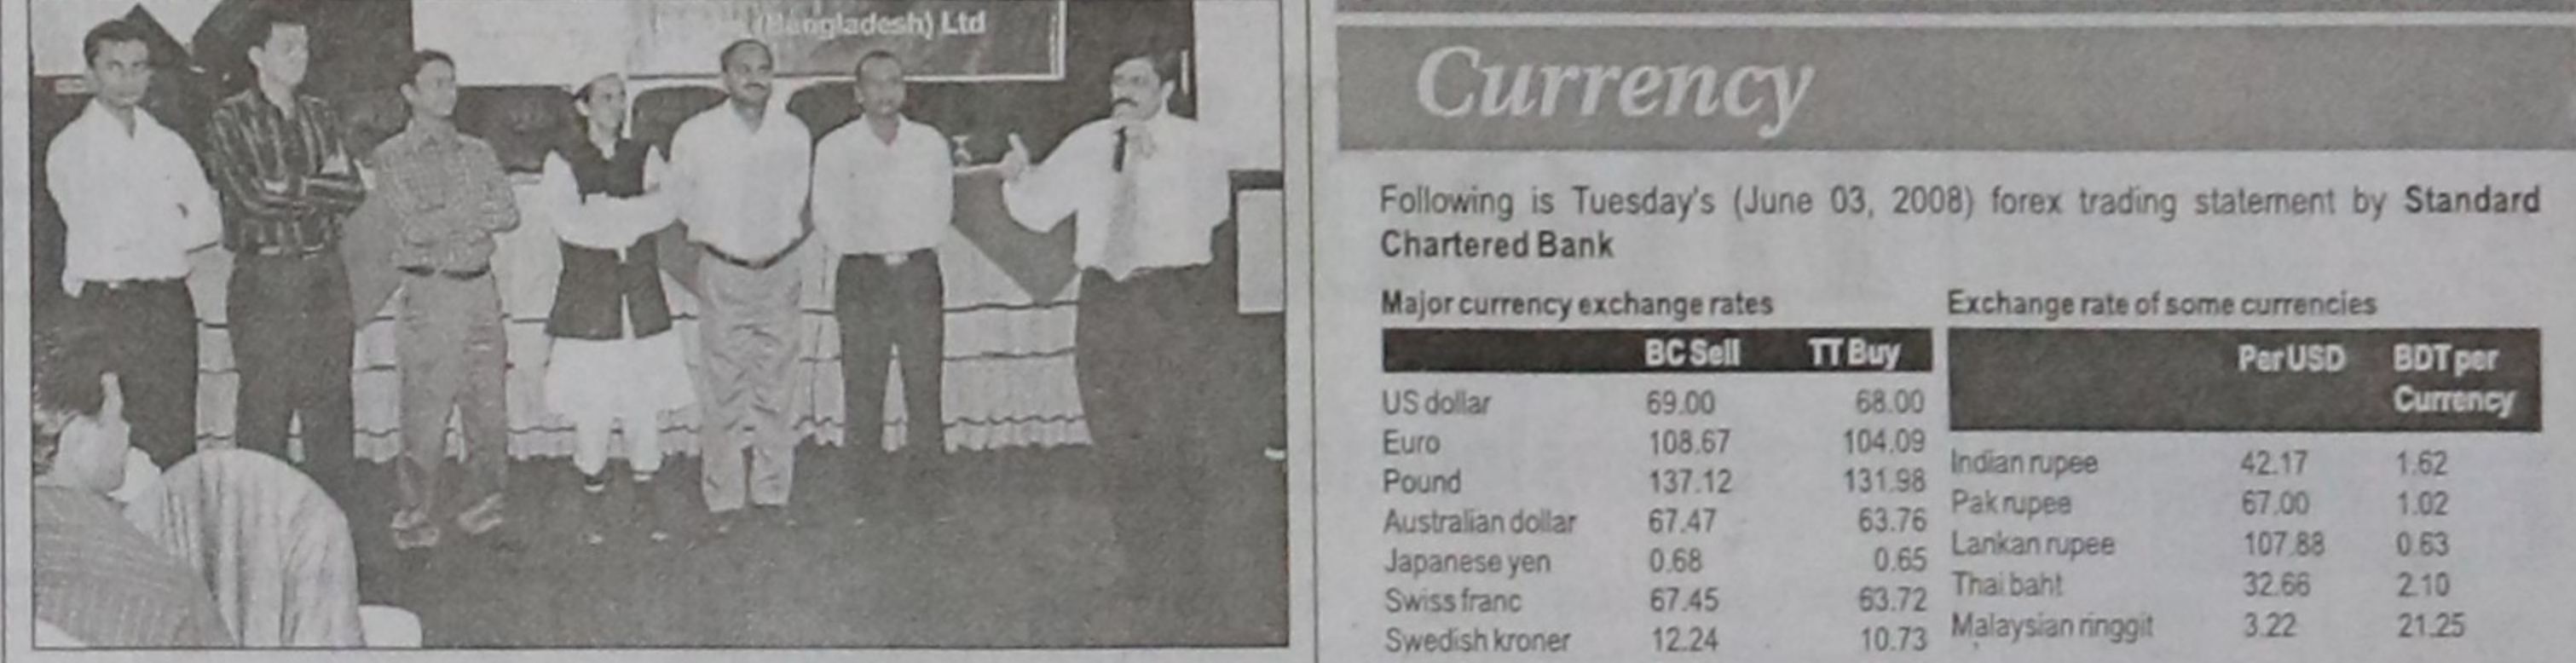 (Bangladesh) Ltd
Currency
Following is Tuesday's (June 03, 2008) forex trading statement by Standard
Chartered Bank
Major currency exchange rates
BC Sell TT Buy
US dollar 69.00 68.00
Euro 108.67 104.09
Pound 137.12 131.98
Australian dollar 67.47 63.76
Japanese yen 0.68 0.65
Swiss franc 67.45 63.72
Swedish kroner 12.24 10.73
Exchange rate of some currencies
Per USD BDT per
Currency
Indian rupee 42.17 1.62
Pak rupee 67.00 1.02
Lankan rupee 107.88 0.63
Thai baht 32.66 2.10
Malaysian ringgit 3.22 21.25